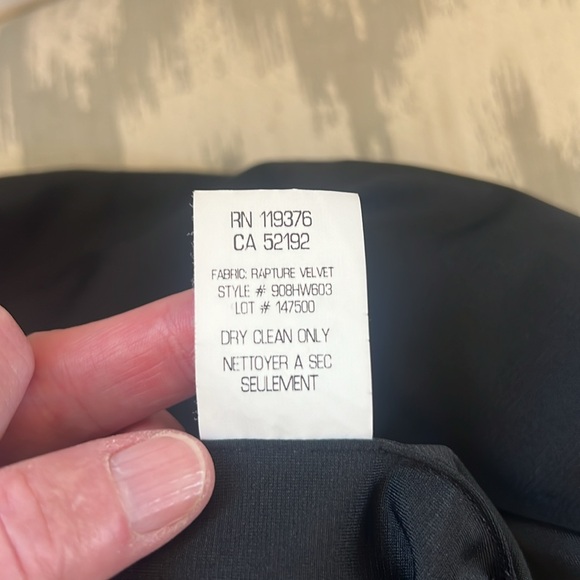 RN 119376
CA 52192
FABRIC: RAPTURE VELVET
STYLE # 908HW603
LOT # 147500
DRY CLEAN ONLY
NETTOYER A SEC
SEULEMENT